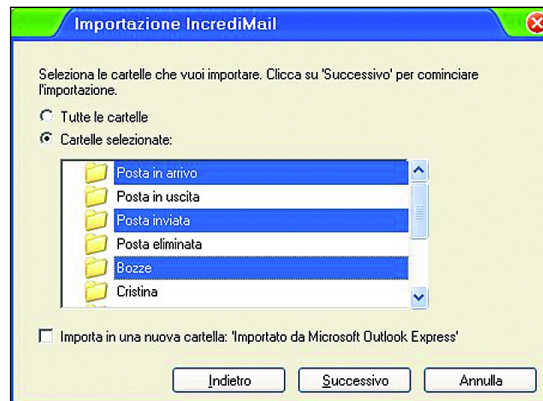 Importazione IncrediMail
Seleziona le cartelle che vuoi importare. Clicca su 'Successivo' per cominciare
l'importazione.
Tutte le cartelle
Cartelle selezionate:
Posta in arrivo
Posta in uscita
Posta inviata
Posta eliminata
Bozze
Cristina
Importa in una nuova cartella: 'Importato da Microsoft Outlook Express'
Indietro
Successivo
Annulla